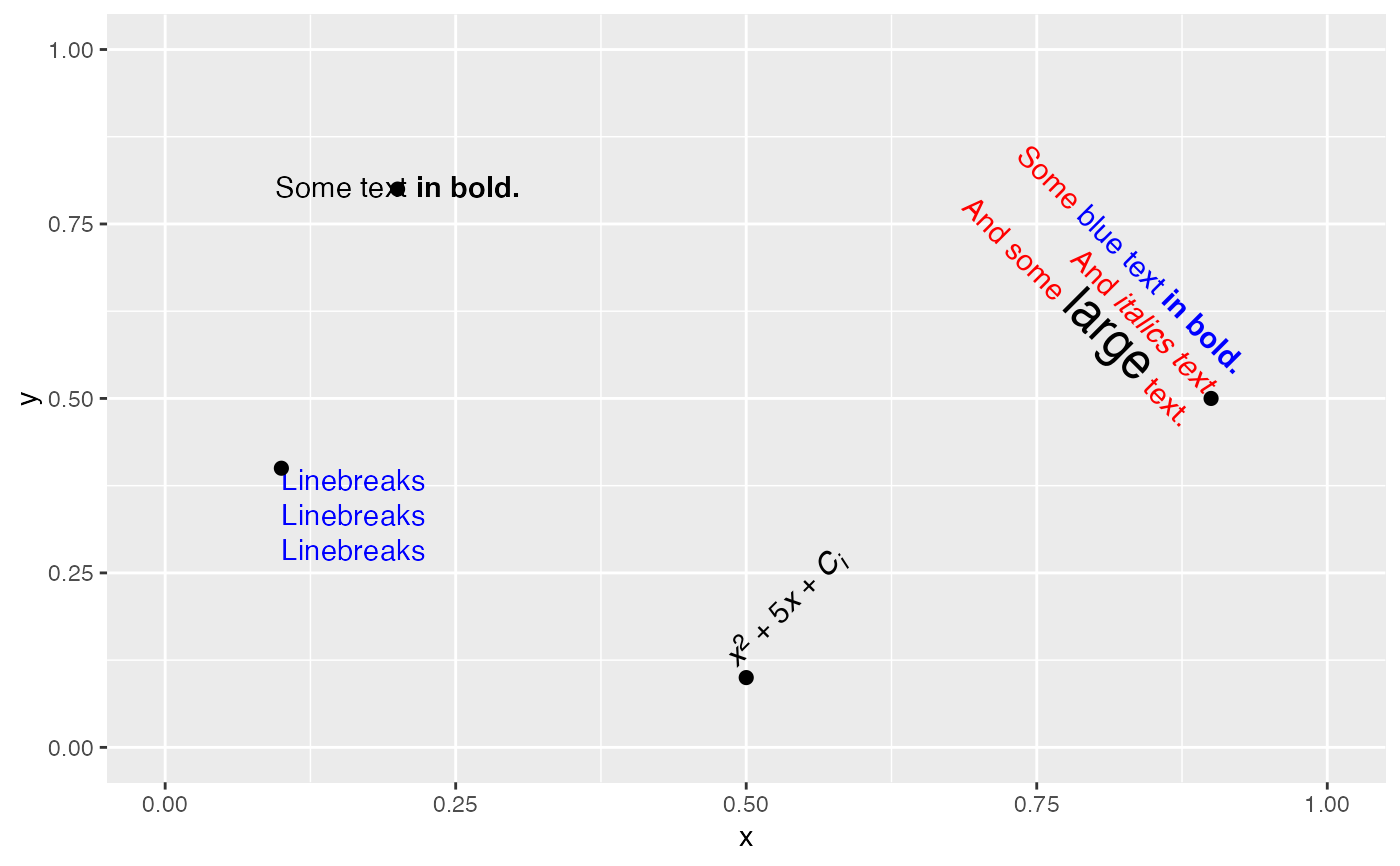 1.00
0.75
0.50
0.25
0.00
y
Some text in bold.
Some blue text in bold.
And italics text.
And some large text.
Linebreaks
Linebreaks
Linebreaks
x² + 5x + Cᵢ
0.00 0.25 0.50 0.75 1.00
x